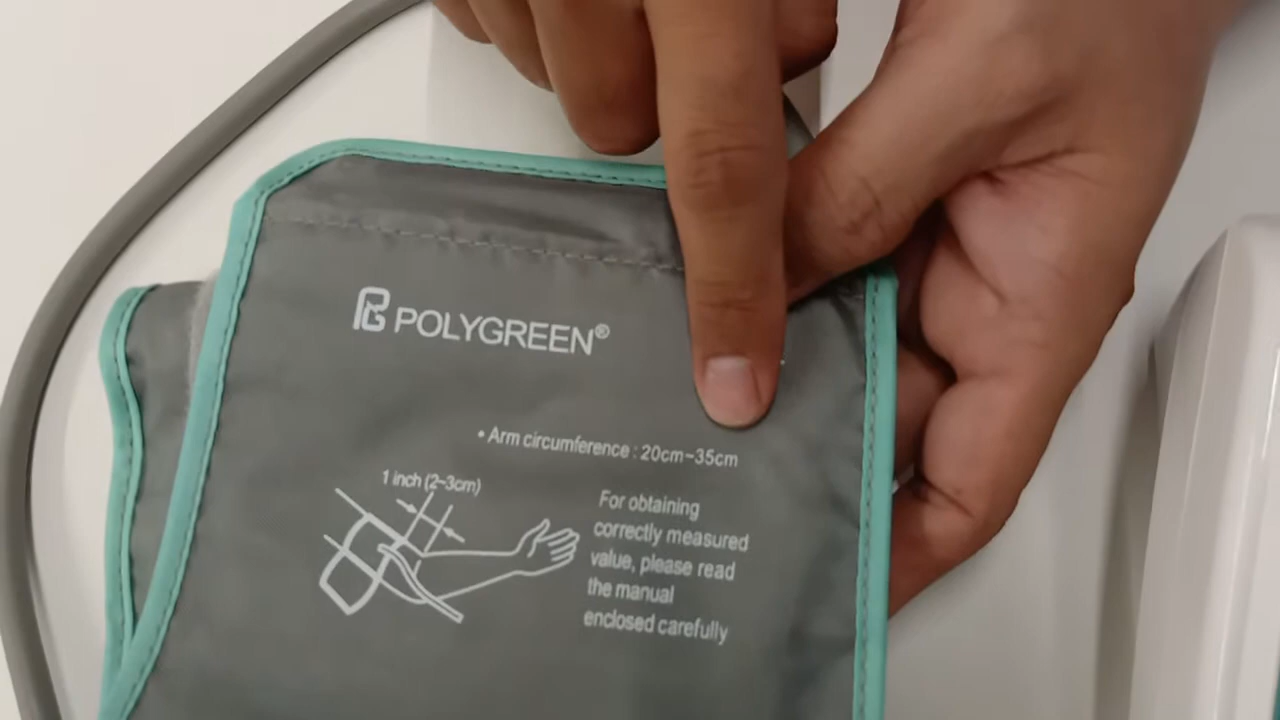 POLYGREEN®
• Arm circumference : 20cm~35cm
1 inch (2~3cm)
For obtaining
correctly measured
value, please read
the manual
enclosed carefully